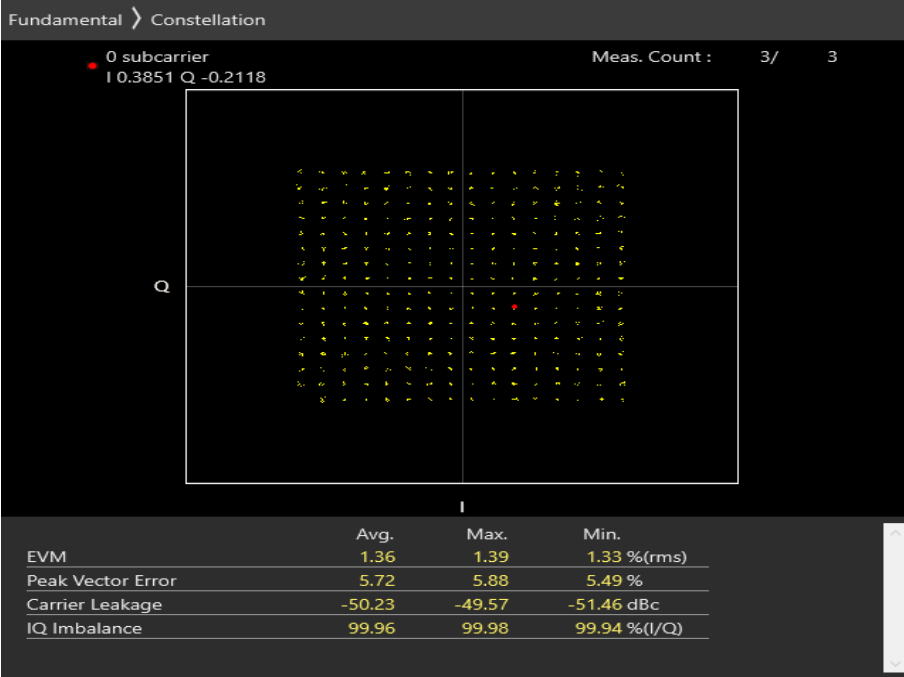 Fundamental ❯ Constellation
0 subcarrier Meas. Count : 3/ 3
I 0.3851 Q -0.2118
Q
I
Avg. Max. Min.
EVM 1.36 1.39 1.33 %(rms)
Peak Vector Error 5.72 5.88 5.49 %
Carrier Leakage -50.23 -49.57 -51.46 dBc
IQ Imbalance 99.96 99.98 99.94 %(I/Q)